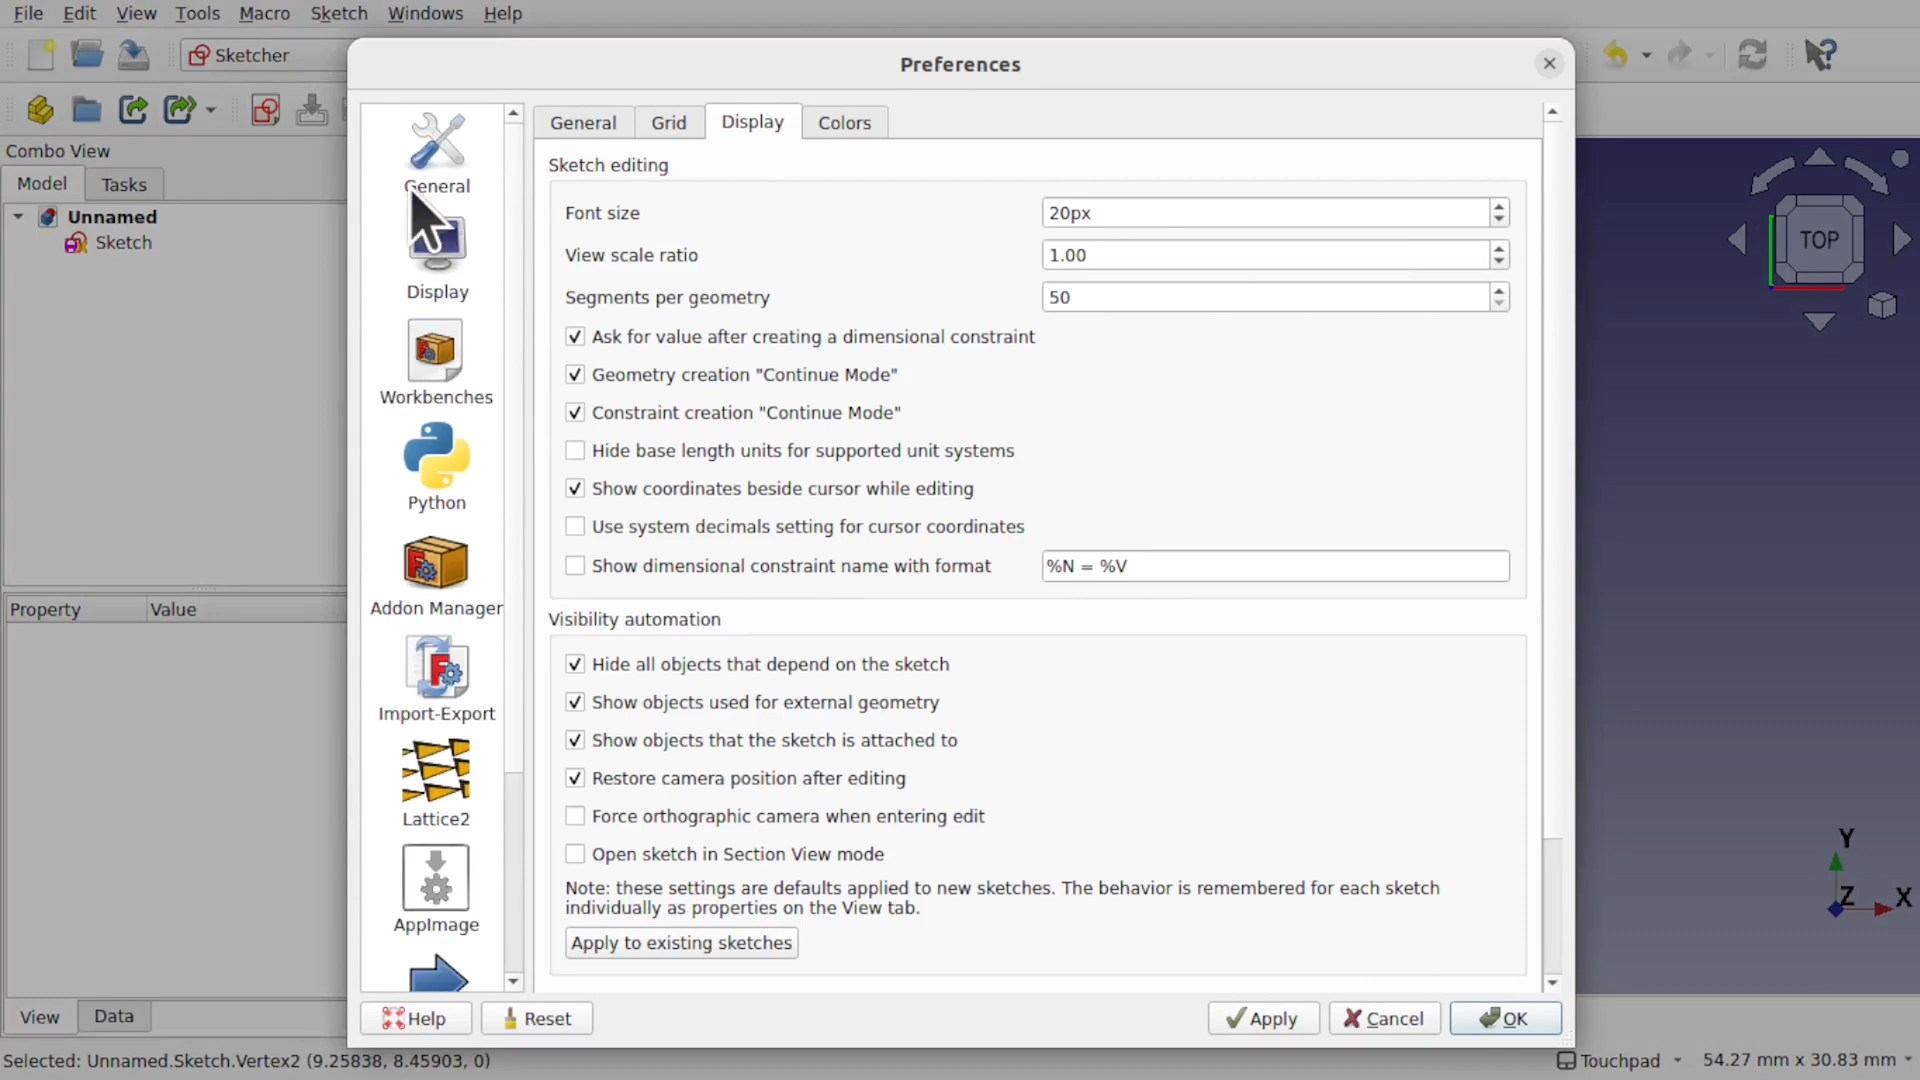 File Edit View Tools Macro Sketch Windows Help
Sketcher
Preferences
Combo View
Model Tasks
Unnamed
Sketch
Property Value
View Data
General
Display
Workbenches
Python
Addon Manager
Import-Export
Lattice2
AppImage
General Grid Display Colors
Sketch editing
Font size 20px
View scale ratio 1.00
Segments per geometry 50
Ask for value after creating a dimensional constraint
Geometry creation "Continue Mode"
Constraint creation "Continue Mode"
Hide base length units for supported unit systems
Show coordinates beside cursor while editing
Use system decimals setting for cursor coordinates
Show dimensional constraint name with format %N = %V
Visibility automation
Hide all objects that depend on the sketch
Show objects used for external geometry
Show objects that the sketch is attached to
Restore camera position after editing
Force orthographic camera when entering edit
Open sketch in Section View mode
Note: these settings are defaults applied to new sketches. The behavior is remembered for each sketch
individually as properties on the View tab.
Apply to existing sketches
Help Reset Apply Cancel OK
TOP
Y
Z X
Selected: Unnamed.Sketch.Vertex2 (9.25838, 8.45903, 0) Touchpad 54.27 mm x 30.83 mm